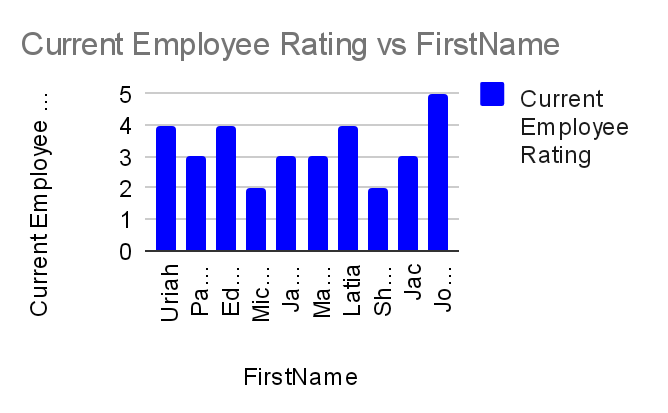 Current Employee Rating vs FirstName
Current Employee ...
5
4
3
2
1
0
Uriah
Pa...
Ed...
Mic...
Ja...
Ma...
Latia
Sh...
Jac
Jo...
FirstName
Current
Employee
Rating